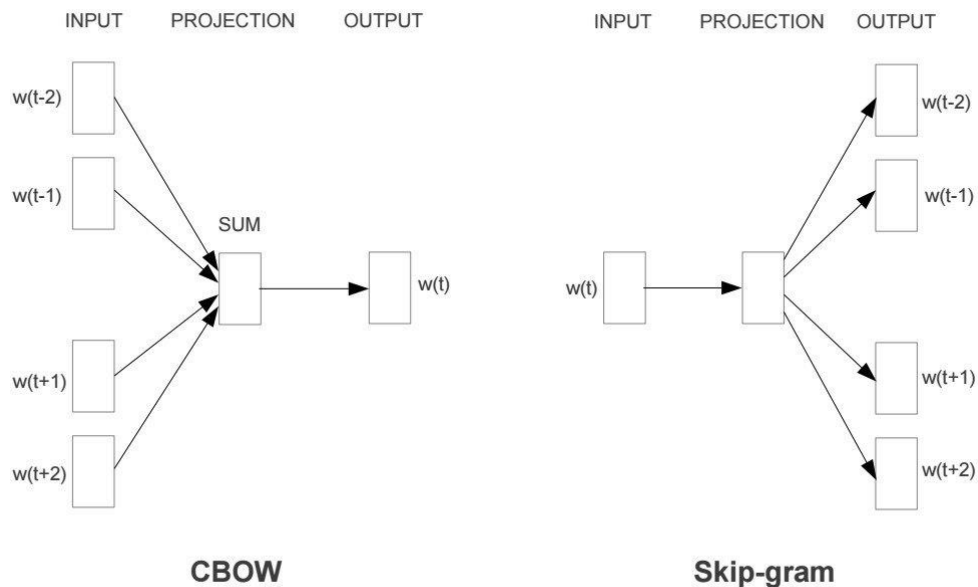 INPUT PROJECTION OUTPUT
w(t-2)
w(t-1)
SUM
w(t)
w(t+1)
w(t+2)
CBOW
INPUT PROJECTION OUTPUT
w(t-2)
w(t-1)
w(t)
w(t+1)
w(t+2)
Skip-gram